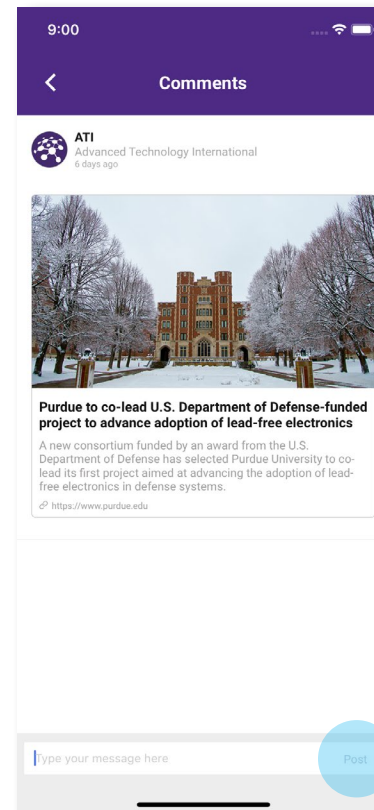 9:00
Comments
ATI
Advanced Technology International
6 days ago
Purdue to co-lead U.S. Department of Defense-funded
project to advance adoption of lead-free electronics
A new consortium funded by an award from the U.S.
Department of Defense has selected Purdue University to co-
lead its first project aimed at advancing the adoption of lead-
free electronics in defense systems.
https://www.purdue.edu
Type your message here
Post